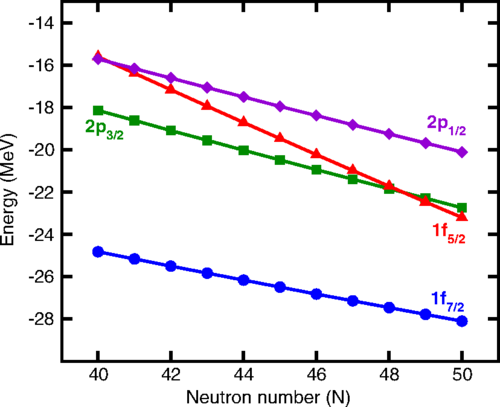 -14
-16
-18
-20
-22
-24
-26
-28
Energy (MeV)
2p3/2
2p1/2
1f5/2
1f7/2
40 42 44 46 48 50
Neutron number (N)